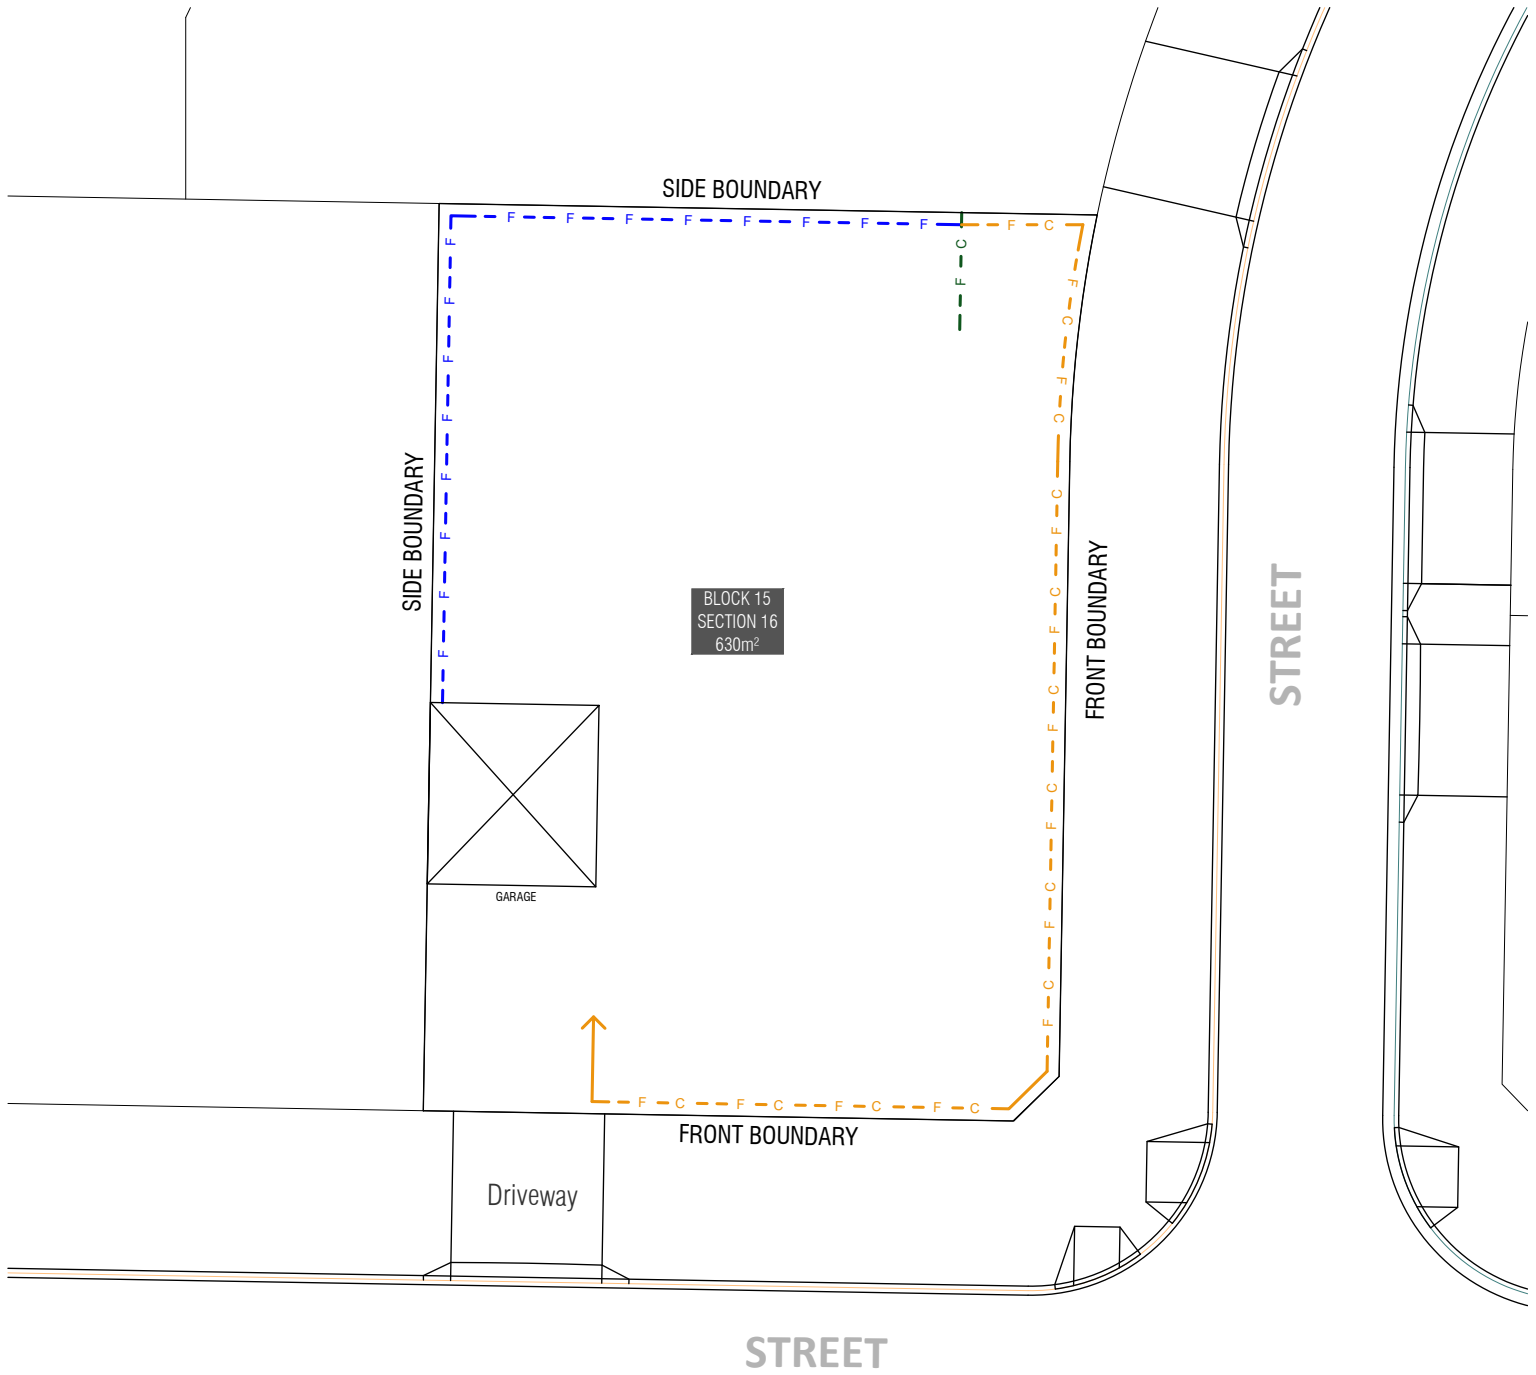 SIDE BOUNDARY
F F F F F F F F F C
F F F F F F F F
C F
F C F C
C F C F C F C F C F C F
SIDE BOUNDARY
BLOCK 15
SECTION 16
630m²
FRONT BOUNDARY
STREET
GARAGE
F C F C F C F C
FRONT BOUNDARY
Driveway
STREET